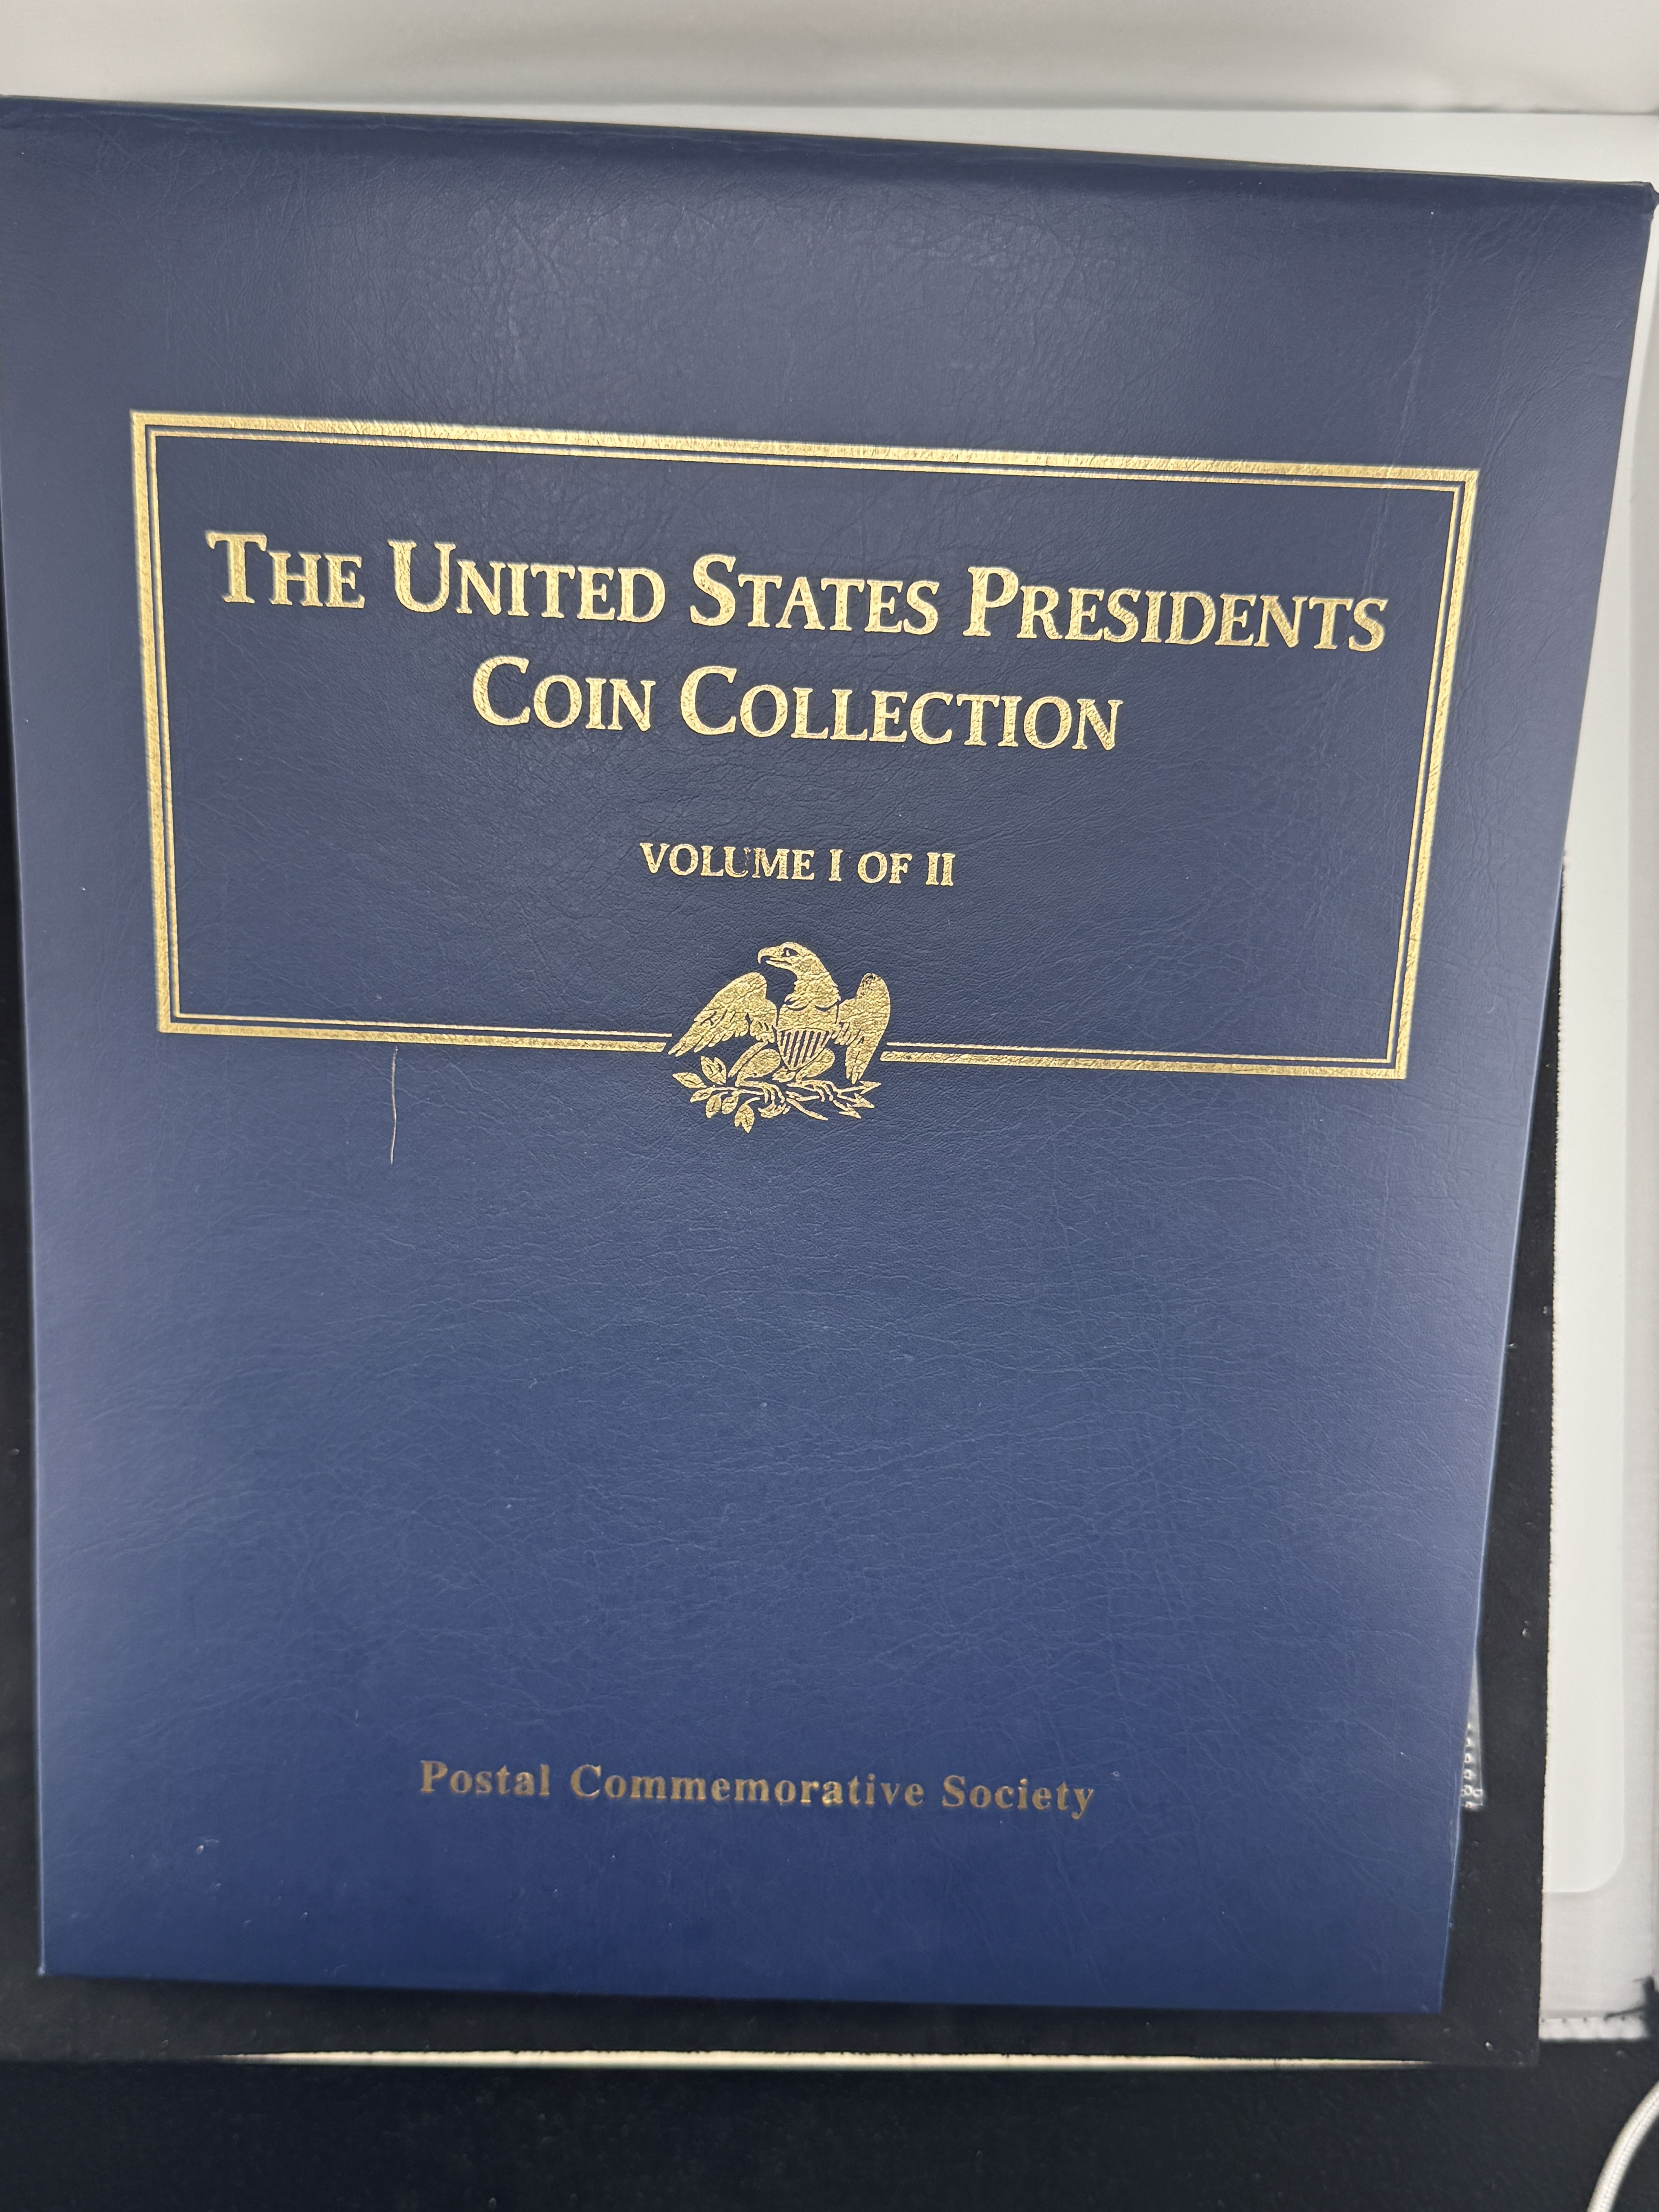 THE UNITED STATES PRESIDENTS
COIN COLLECTION
VOLUME I OF II
Postal Commemorative Society